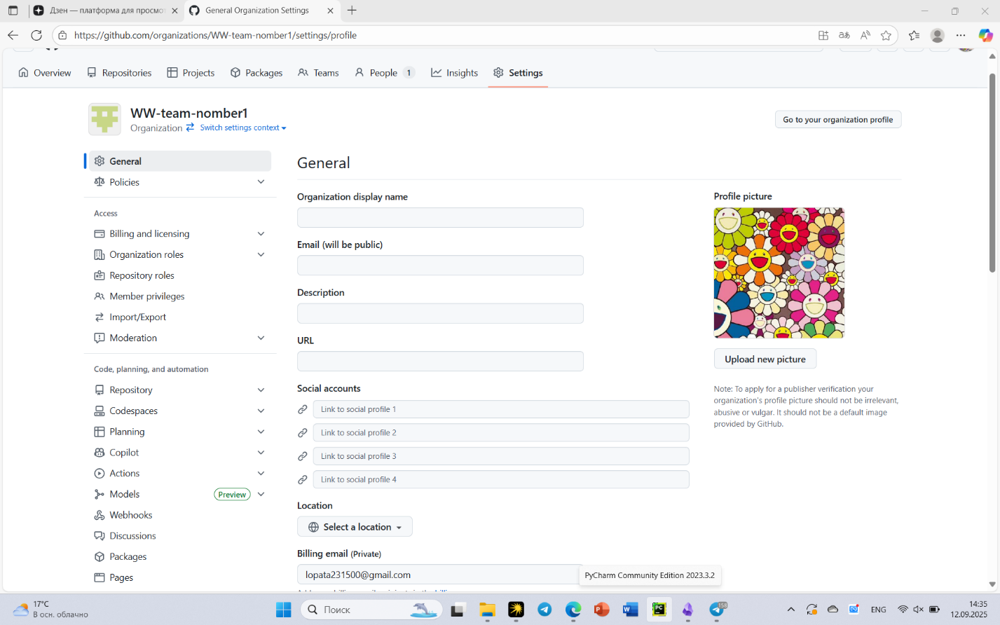 Дзен — платформа для просмот
General Organization Settings
https://github.com/organizations/WW-team-nomber1/settings/profile
Overview
Repositories
Projects
Packages
Teams
People 1
Insights
Settings
WW-team-nomber1
Organization Switch settings context
Go to your organization profile
General
Policies
Access
Billing and licensing
Organization roles
Repository roles
Member privileges
Import/Export
Moderation
Code, planning, and automation
Repository
Codespaces
Planning
Copilot
Actions
Models Preview
Webhooks
Discussions
Packages
Pages
General
Organization display name
Email (will be public)
Description
URL
Social accounts
Link to social profile 1
Link to social profile 2
Link to social profile 3
Link to social profile 4
Location
Select a location
Billing email (Private)
lopata231500@gmail.com
Profile picture
Upload new picture
Note: To apply for a publisher verification your
organization's profile picture should not be irrelevant,
abusive or vulgar. It should not be a default image
provided by GitHub.
PyCharm Community Edition 2023.3.2
17°C
В осн. облачно
Поиск
158
ENG
14:35
12.09.2025